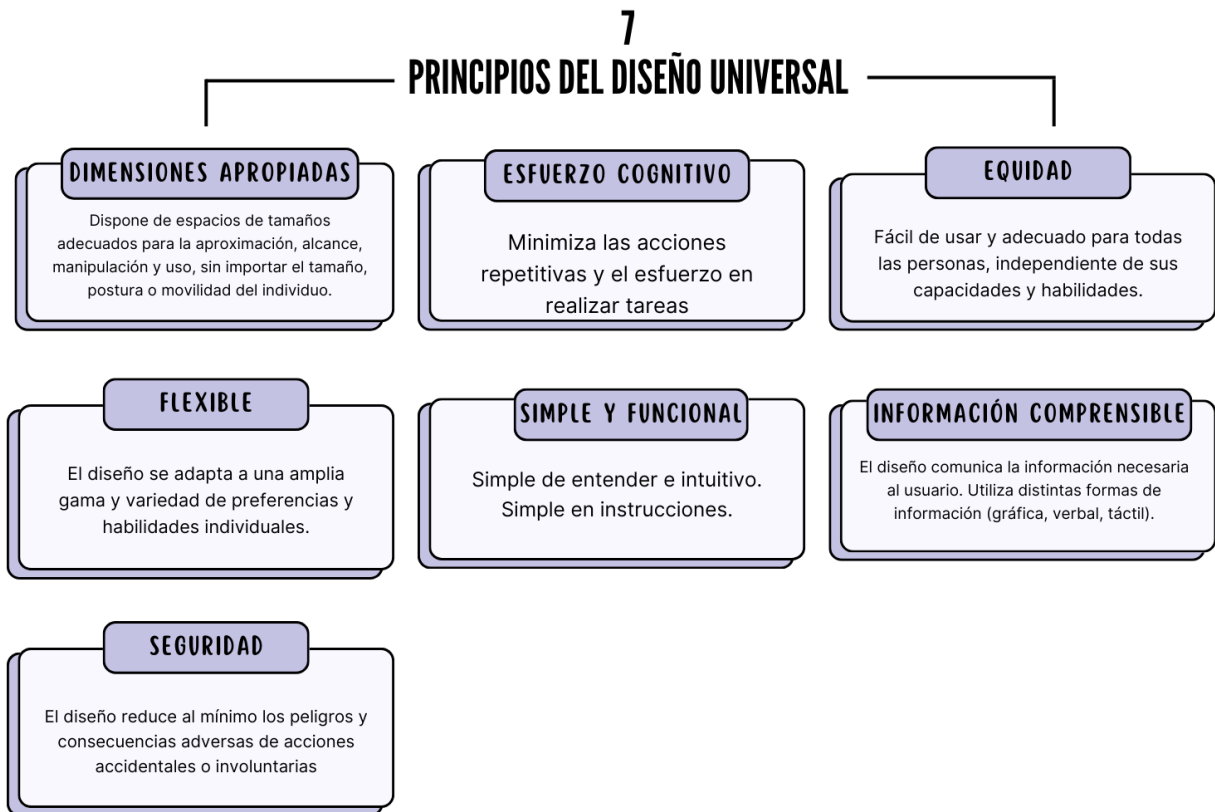 7
PRINCIPIOS DEL DISEÑO UNIVERSAL
DIMENSIONES APROPIADAS
Dispone de espacios de tamaños
adecuados para la aproximación, alcance,
manipulación y uso, sin importar el tamaño,
postura o movilidad del individuo.
ESFUERZO COGNITIVO
Minimiza las acciones
repetitivas y el esfuerzo en
realizar tareas
EQUIDAD
Fácil de usar y adecuado para todas
las personas, independiente de sus
capacidades y habilidades.
FLEXIBLE
El diseño se adapta a una amplia
gama y variedad de preferencias y
habilidades individuales.
SIMPLE Y FUNCIONAL
Simple de entender e intuitivo.
Simple en instrucciones.
INFORMACIÓN COMPRENSIBLE
El diseño comunica la información necesaria
al usuario. Utiliza distintas formas de
información (gráfica, verbal, táctil).
SEGURIDAD
El diseño reduce al mínimo los peligros y
consecuencias adversas de acciones
accidentales o involuntarias